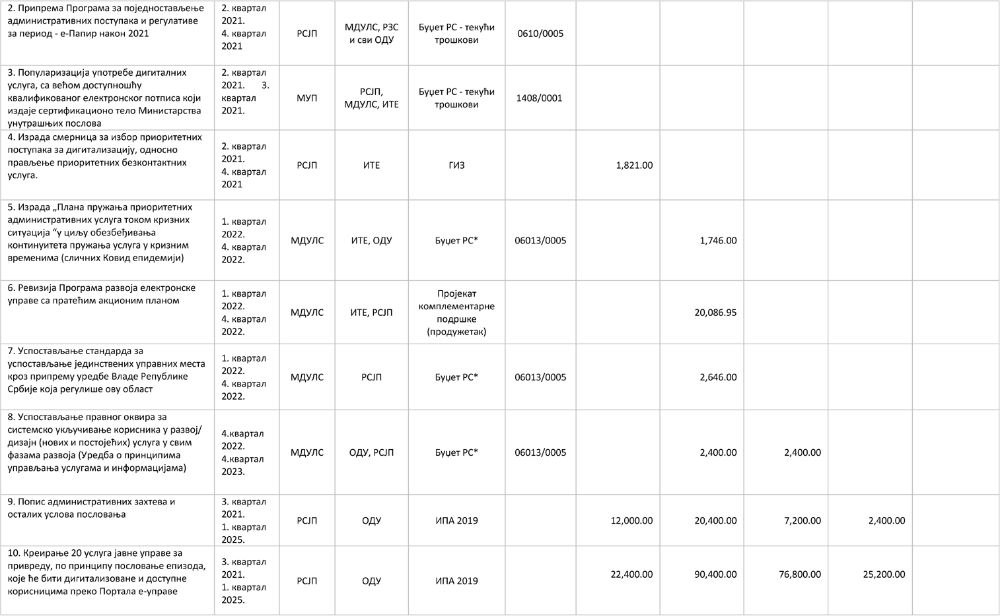 2. Припрема Програма за поједностављење
административних поступака и регулативе
за период - е-Папир након 2021
2. квартал
2021.
4. квартал
2021
РСЈП
МДУЛС, РЗС
и сви ОДУ
Буџет РС - текући
трошкови
0610/0005
3. Популаризација употребе дигиталних
услуга, са већом доступношћу
квалификованог електронског потписа који
издаје сертификационо тело Министарства
унутрашњих послова
2. квартал
2021. 3.
квартал
2021.
МУП
РСЈП,
МДУЛС, ИТЕ
Буџет РС - текући
трошкови
1408/0001
4. Израда смерница за избор приоритетних
поступака за дигитализацију, односно
прављење приоритетних безконтактних
услуга.
2. квартал
2021.
4. квартал
2021
РСЈП
ИТЕ
ГИЗ
1,821.00
5. Израда „Плана пружања приоритетних
административних услуга током кризних
ситуација “у циљу обезбеђивања
континуитета пружања услуга у кризним
временима (сличних Ковид епидемији)
1. квартал
2022.
4. квартал
2022.
МДУЛС
ИТЕ, ОДУ
Буџет РС*
06013/0005
1,746.00
6. Ревизија Програма развоја електронске
управе са пратећим акционим планом
1. квартал
2022.
4. квартал
2022.
МДУЛС
ИТЕ, РСЈП
Пројекат
комплементарне
подршке
(продужетак)
20,086.95
7. Успостављање стандарда за
успостављање јединствених управних места
кроз припрему уредбе Владе Републике
Србије која регулише ову област
1. квартал
2022.
4. квартал
2022.
МДУЛС
РСЈП
Буџет РС*
06013/0005
2,646.00
8. Успостављање правног оквира за
системско укључивање корисника у развој/
дизајн (нових и постојећих) услуга у свим
фазама развоја (Уредба о принципима
управљања услугама и информацијама)
4.квартал
2022.
4.квартал
2023.
МДУЛС
ОДУ, РСЈП
Буџет РС*
06013/0005
2,400.00
2,400.00
9. Попис административних захтева и
осталих услова пословања
3. квартал
2021.
1. квартал
2025.
РСЈП
ОДУ
ИПА 2019
12,000.00
20,400.00
7,200.00
2,400.00
10. Креирање 20 услуга јавне управе за
привреду, по принципу пословање епизода,
које ће бити дигитализоване и доступне
корисницима преко Портала е-управе
3. квартал
2021.
1. квартал
2025.
РСЈП
ОДУ
ИПА 2019
22,400.00
90,400.00
76,800.00
25,200.00